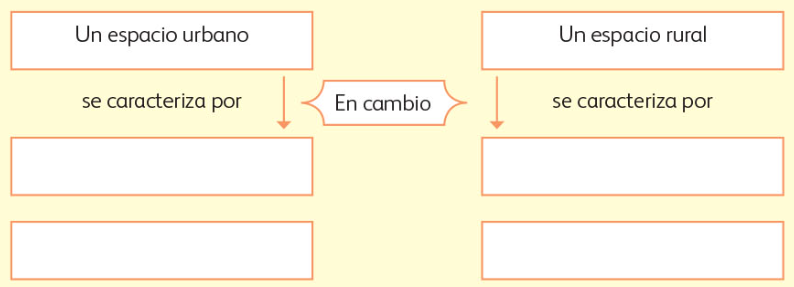 Un espacio urbano
Un espacio rural
se caracteriza por
En cambio
se caracteriza por